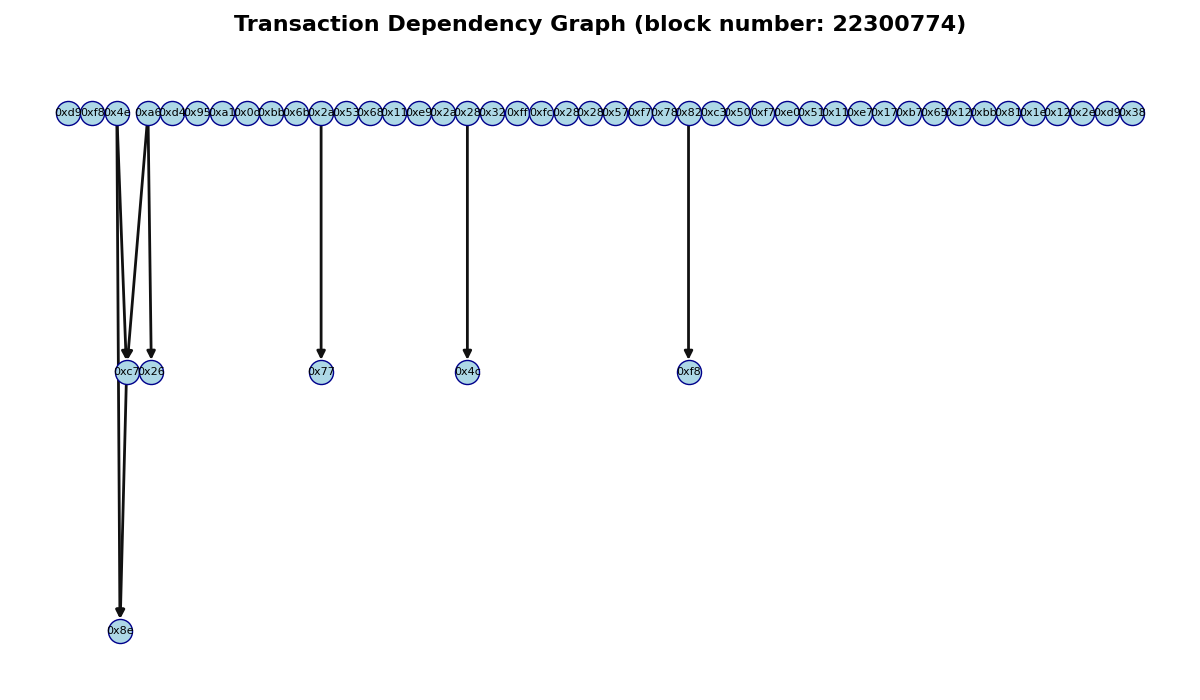 Transaction Dependency Graph (block number: 22300774)
0xd9 0xf8 0x4e 0xa6 0xd4 0x95 0xa1 0x0c 0xbb 0x6b 0x2a 0x53 0x68 0x11 0xe9 0x2a 0x28 0x32 0xff 0xfc 0x28 0x28 0x57 0xf7 0x78 0x82 0xc3 0x50 0xf7 0xe0 0x51 0x11 0xe7 0x17 0xb7 0x65 0x12 0xbb 0x81 0x1e 0x12 0x2e 0xd9 0x38
0xc7 0x26 0x77 0x4c 0xf8
0x8e